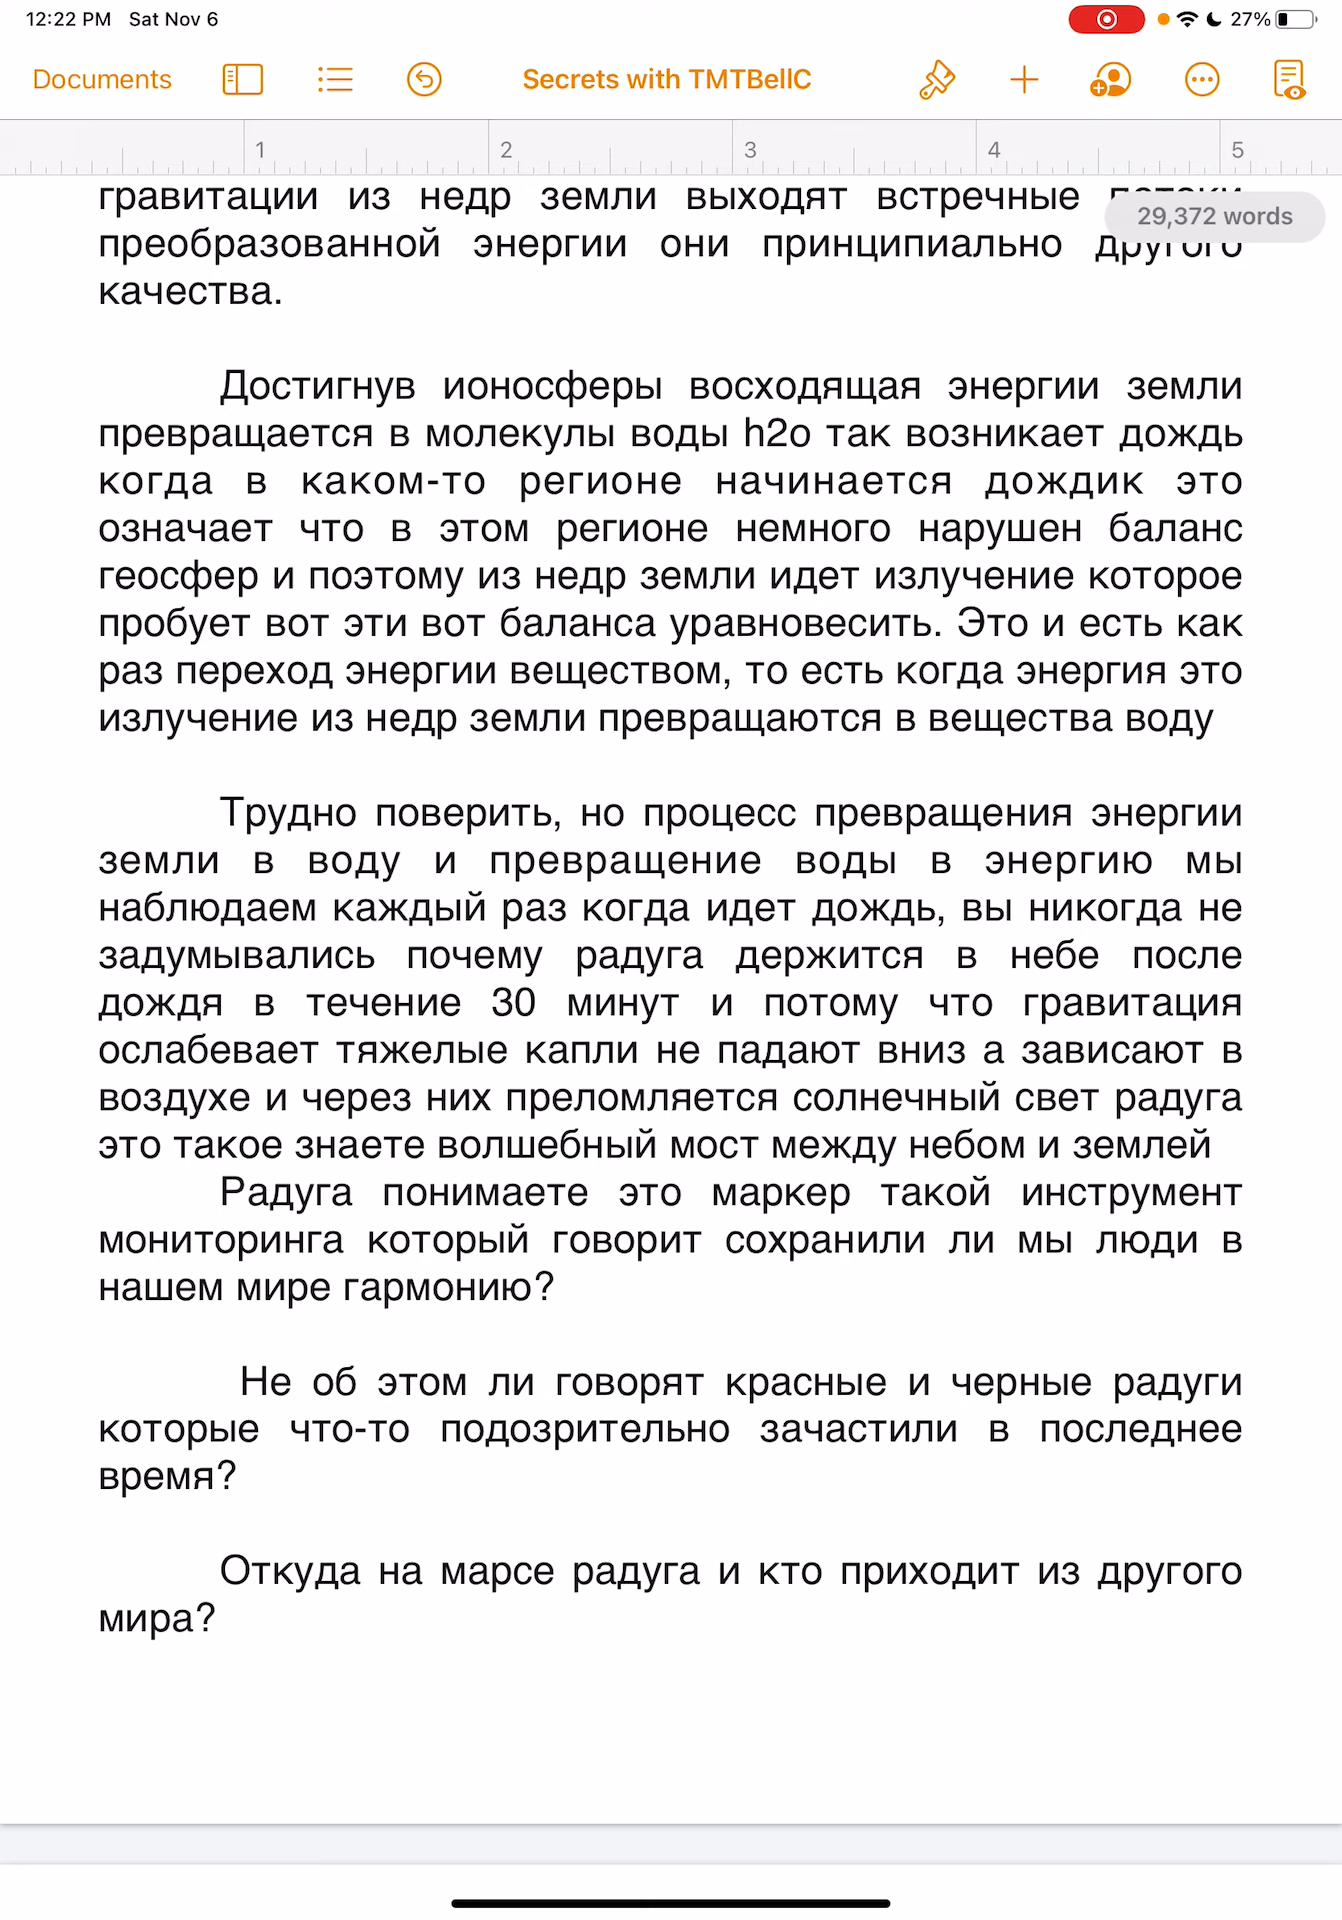 12:22 PM Sat Nov 6
27%
Documents
Secrets with TMTBellC
1 2 3 4 5
гравитации из недр земли выходят встречные
29,372 words
преобразованной энергии они принципиально другого
качества.
Достигнув ионосферы восходящая энергии земли
превращается в молекулы воды h2o так возникает дождь
когда в каком-то регионе начинается дождик это
означает что в этом регионе немного нарушен баланс
геосфер и поэтому из недр земли идет излучение которое
пробует вот эти вот баланса уравновесить. Это и есть как
раз переход энергии веществом, то есть когда энергия это
излучение из недр земли превращаются в вещества воду
Трудно поверить, но процесс превращения энергии
земли в воду и превращение воды в энергию мы
наблюдаем каждый раз когда идет дождь, вы никогда не
задумывались почему радуга держится в небе после
дождя в течение 30 минут и потому что гравитация
ослабевает тяжелые капли не падают вниз а зависают в
воздухе и через них преломляется солнечный свет радуга
это такое знаете волшебный мост между небом и землей
Радуга понимаете это маркер такой инструмент
мониторинга который говорит сохранили ли мы люди в
нашем мире гармонию?
Не об этом ли говорят красные и черные радуги
которые что-то подозрительно зачастили в последнее
время?
Откуда на марсе радуга и кто приходит из другого
мира?